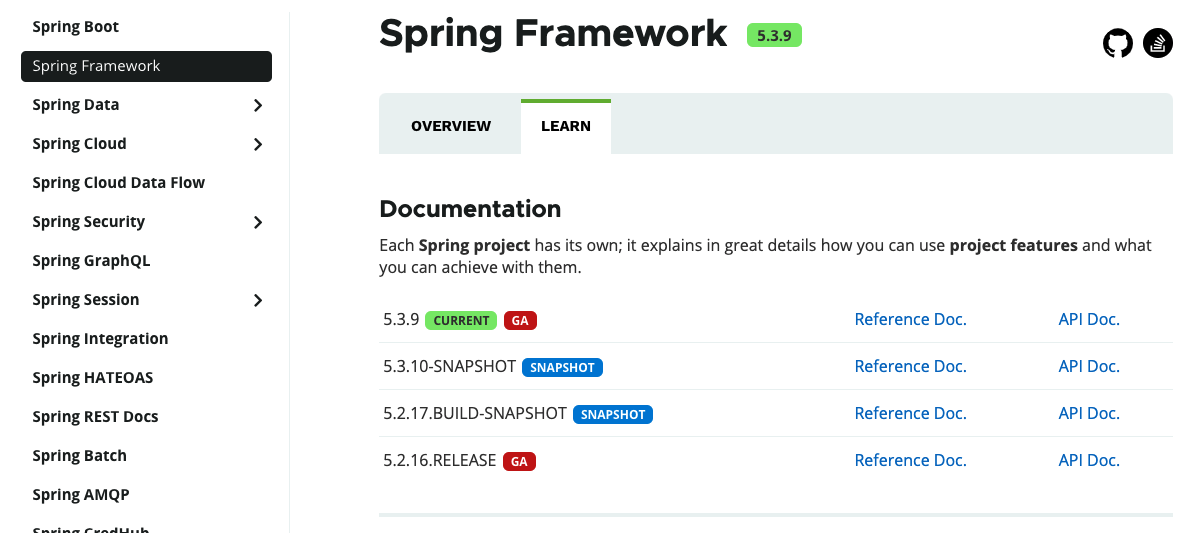 Spring Boot
Spring Framework
Spring Data
Spring Cloud
Spring Cloud Data Flow
Spring Security
Spring GraphQL
Spring Session
Spring Integration
Spring HATEOAS
Spring REST Docs
Spring Batch
Spring AMQP
Spring CredHub
Spring Framework 5.3.9
OVERVIEW LEARN
Documentation
Each Spring project has its own; it explains in great details how you can use project features and what
you can achieve with them.
5.3.9 CURRENT GA Reference Doc. API Doc.
5.3.10-SNAPSHOT SNAPSHOT Reference Doc. API Doc.
5.2.17.BUILD-SNAPSHOT SNAPSHOT Reference Doc. API Doc.
5.2.16.RELEASE GA Reference Doc. API Doc.